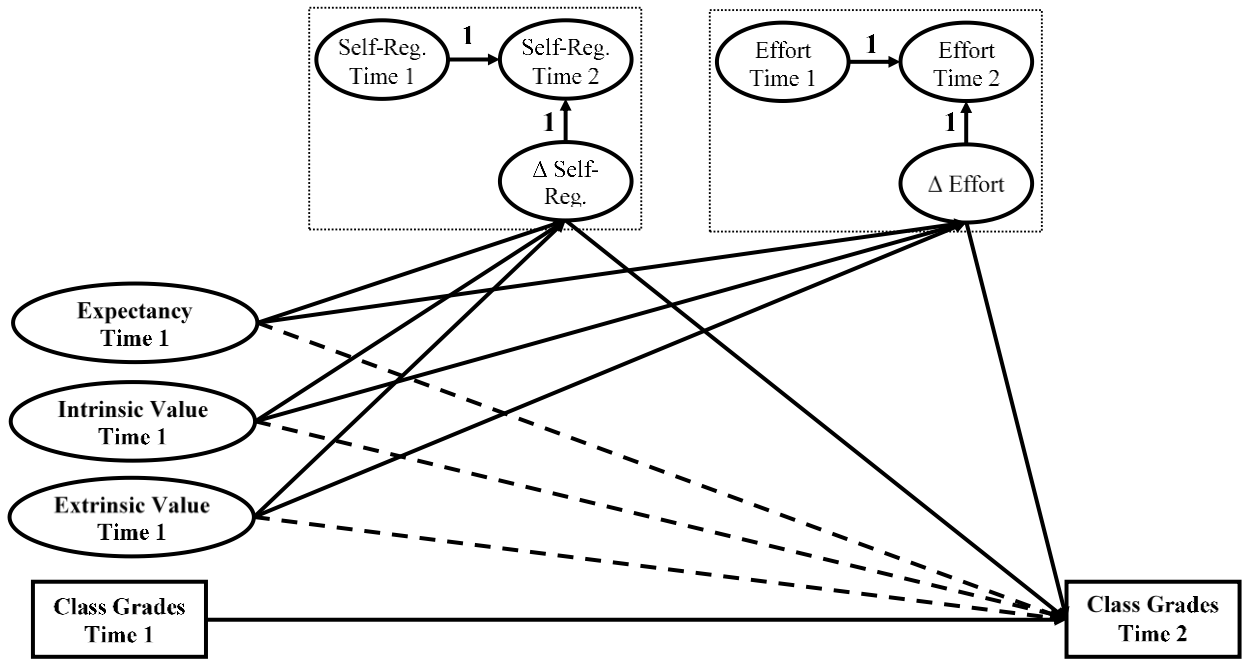 Self-Reg.
Time 1
1
Self-Reg.
Time 2
1
Δ Self-
Reg.
Effort
Time 1
1
Effort
Time 2
1
Δ Effort
Expectancy
Time 1
Intrinsic Value
Time 1
Extrinsic Value
Time 1
Class Grades
Time 1
Class Grades
Time 2